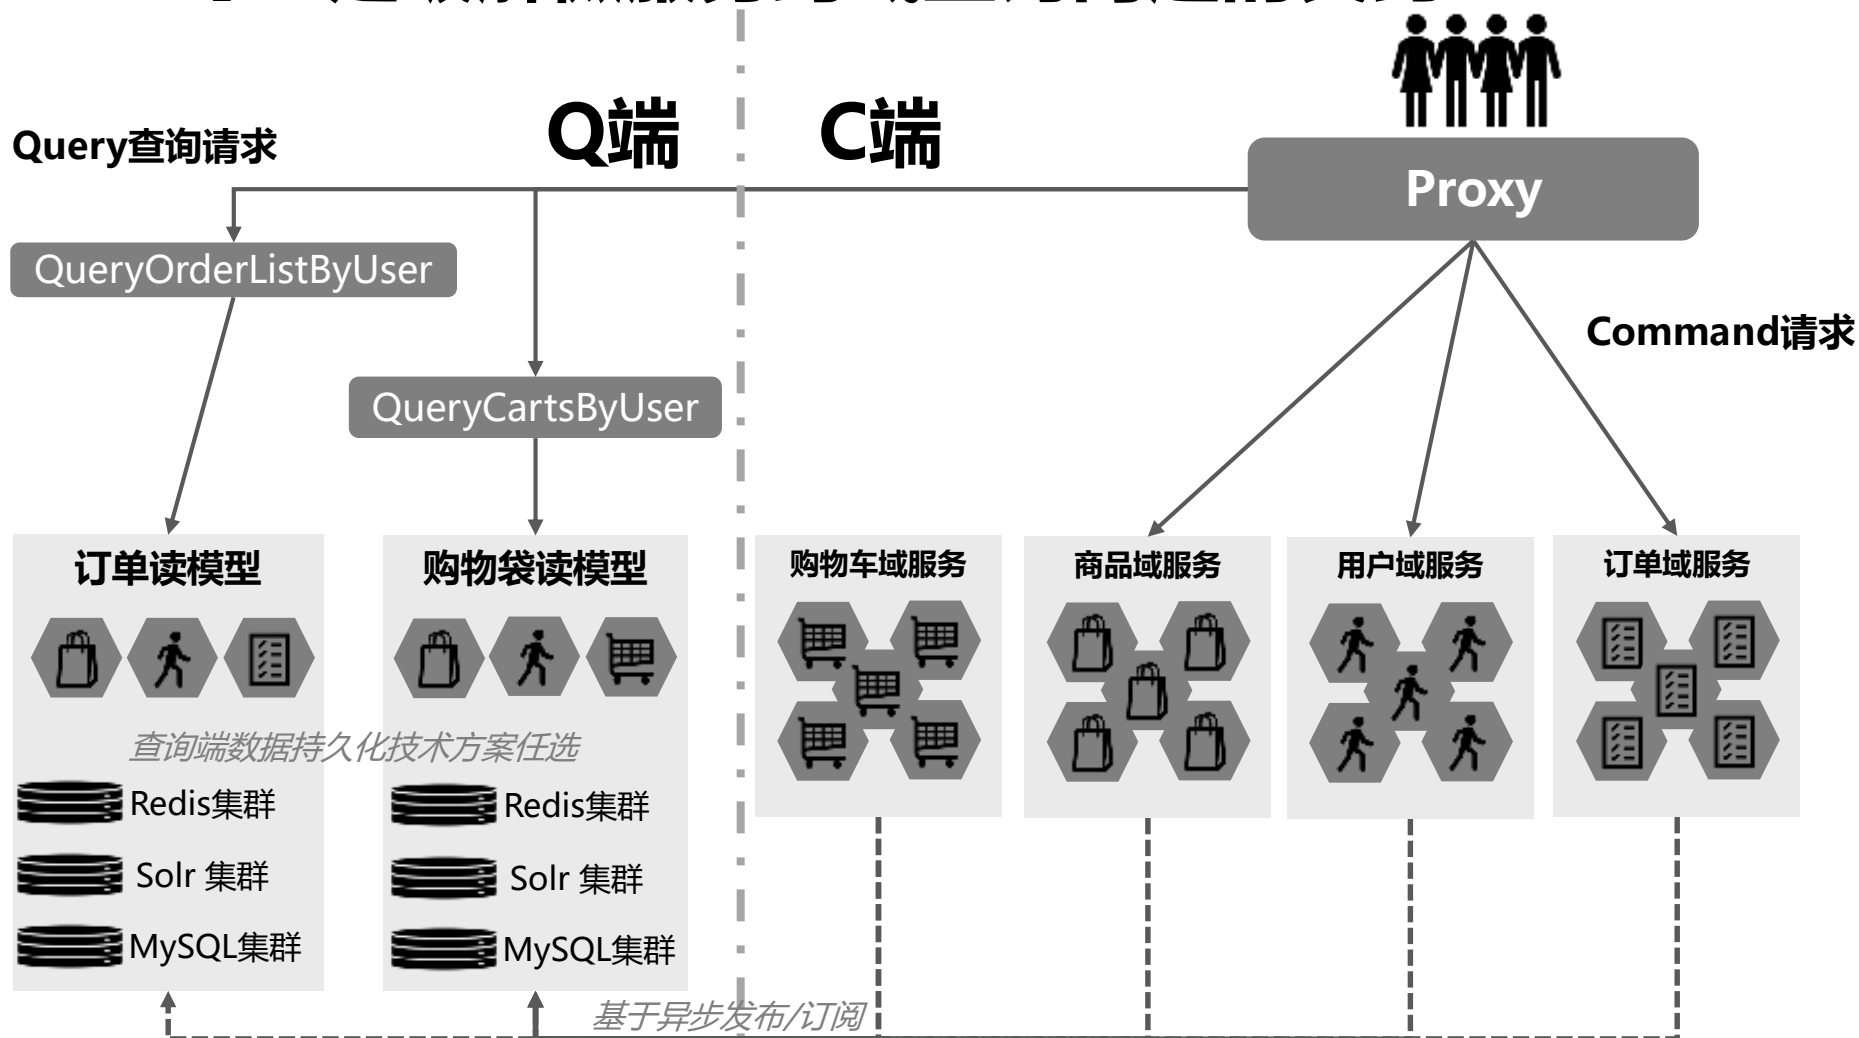 Q端
C端
Query查询请求
Proxy
QueryOrderListByUser
Command请求
QueryCartsByUser
订单读模型
购物袋读模型
购物车域服务
商品域服务
用户域服务
订单域服务
查询端数据持久化技术方案任选
Redis集群
Redis集群
Solr 集群
Solr 集群
MySQL集群
MySQL集群
基于异步发布/订阅